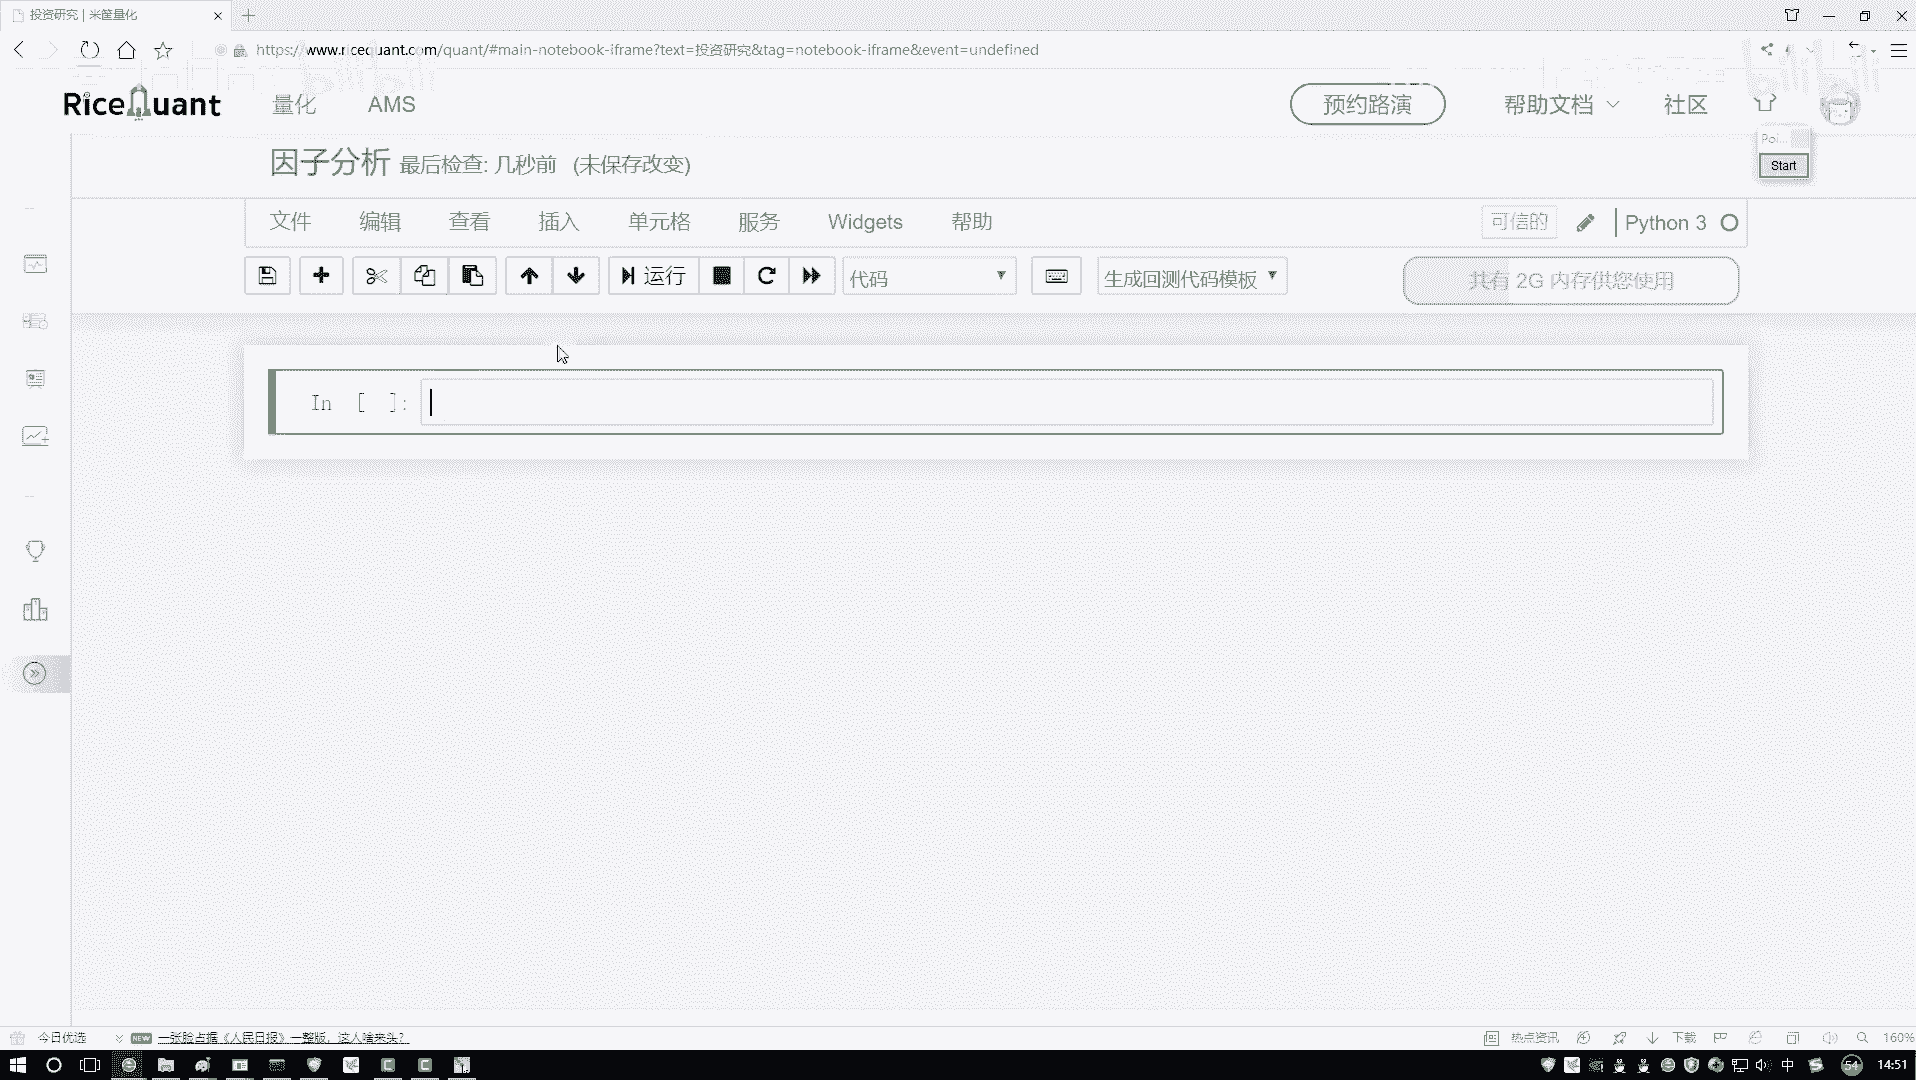 投资研究 | 米筐量化
https://www.ricequant.com/quant/#main-notebook-iframe?text=投资研究&tag=notebook-iframe&event=undefined
bilibili
RiceQuant 量化 AMS 预约路演 帮助文档 社区
因子分析 最后检查: 几秒前 (未保存改变)
Poi...
Start
文件 编辑 查看 插入 单元格 服务 Widgets 帮助 可信的 Python 3
运行 代码 生成回测代码模板 共有 2G 内存供您使用
In [ ]:
今日优选 NEW 一张脸占据《人民日报》一整版，这人啥来头? 热点资讯 下载 160%
中 54 14:51